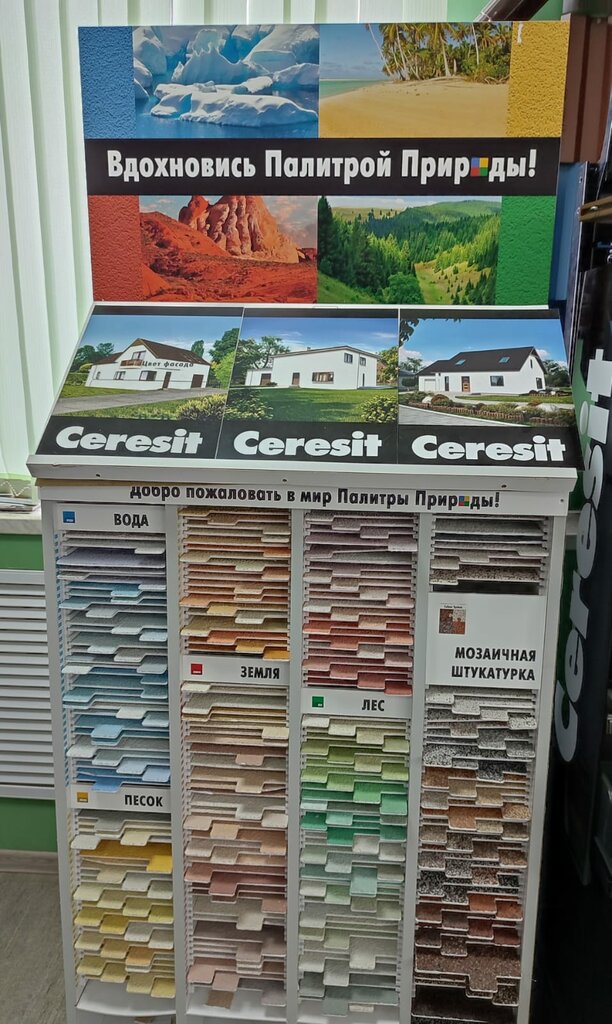 Вдохновись Палитрой Природы!
Цвет фасада
Ceresit Ceresit Ceresit
Добро пожаловать в мир Палитры Природы!
ВОДА
ЗЕМЛЯ
ЛЕС
МОЗАИЧНАЯ
ШТУКАТУРКА
ПЕСОК
Ceresit